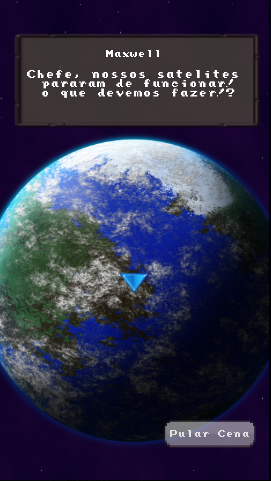 Maxwell
Chefe, nossos satelites
pararam de funcionar!
o que devemos fazer!?
Pular Cena